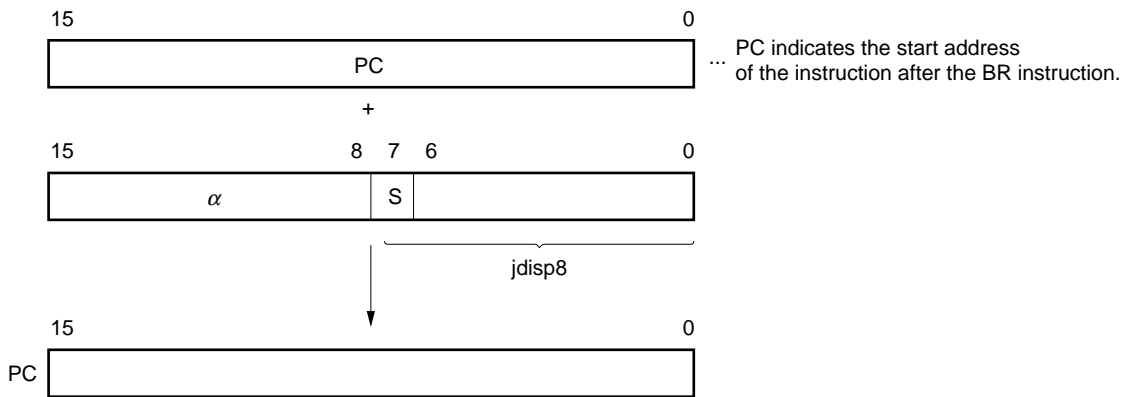 15 0
PC ... PC indicates the start address
of the instruction after the BR instruction.
+
15 8 7 6 0
α S
jdisp8
15 0
PC